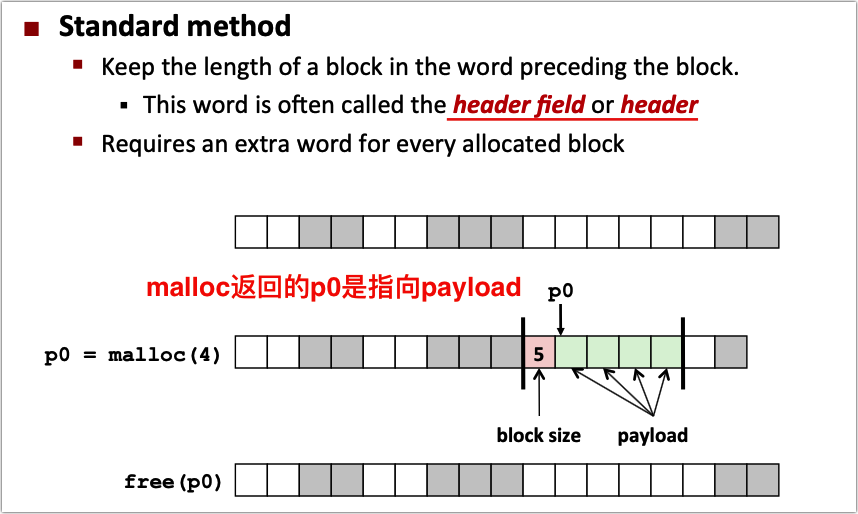 Standard method
Keep the length of a block in the word preceding the block.
This word is often called the header field or header
Requires an extra word for every allocated block
malloc返回的p0是指向payload
p0
p0 = malloc(4)
5
block size
payload
free(p0)